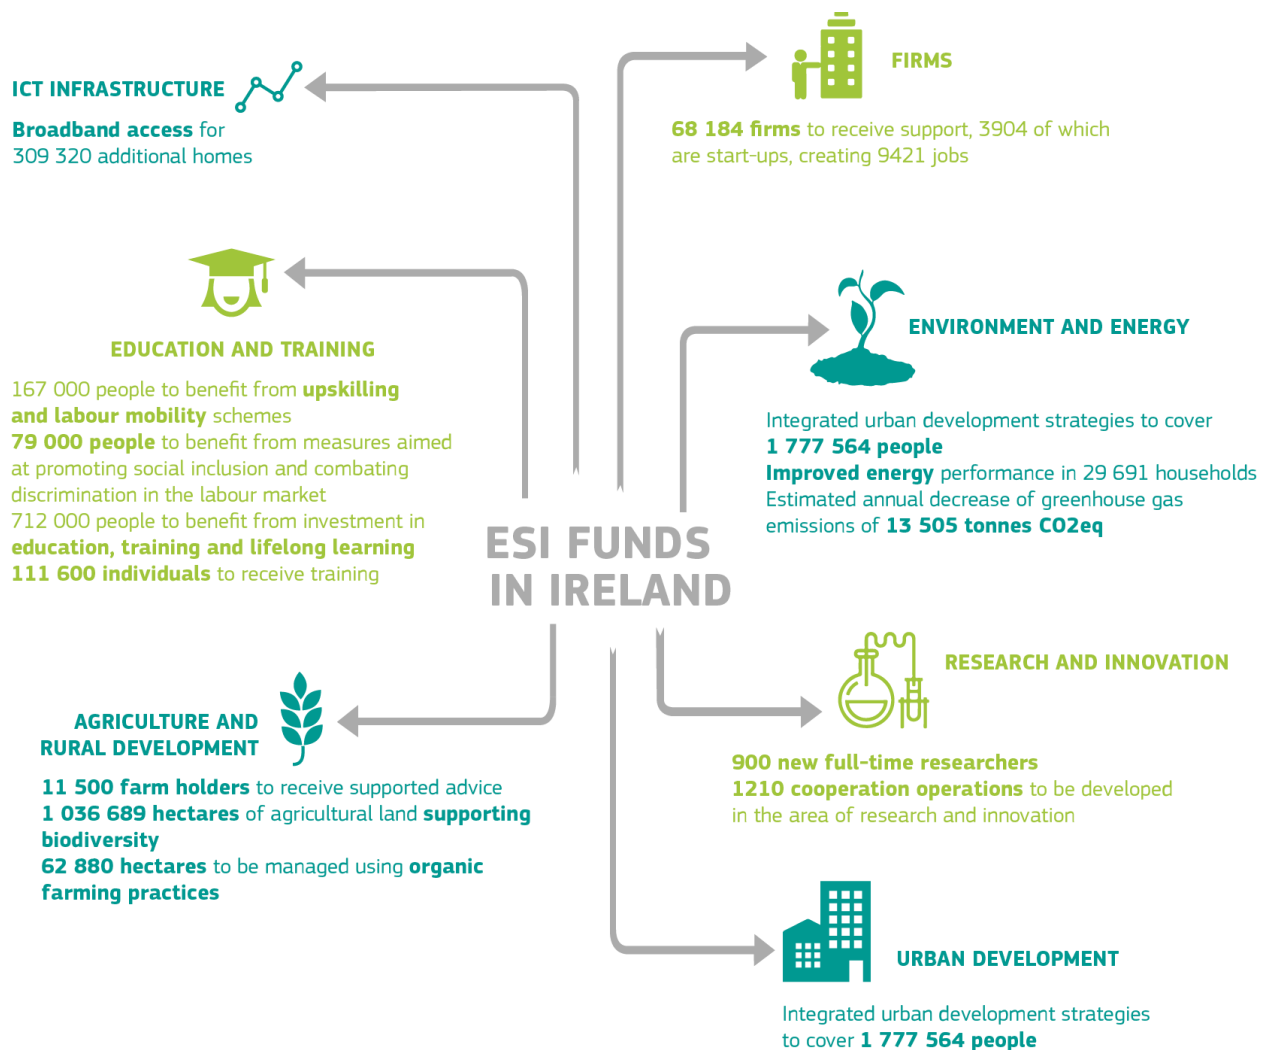 ICT INFRASTRUCTURE
Broadband access for
309 320 additional homes
FIRMS
68 184 firms to receive support, 3904 of which
are start-ups, creating 9421 jobs
EDUCATION AND TRAINING
167 000 people to benefit from upskilling
and labour mobility schemes
79 000 people to benefit from measures aimed
at promoting social inclusion and combating
discrimination in the labour market
712 000 people to benefit from investment in
education, training and lifelong learning
111 600 individuals to receive training
ENVIRONMENT AND ENERGY
Integrated urban development strategies to cover
1 777 564 people
Improved energy performance in 29 691 households
Estimated annual decrease of greenhouse gas
emissions of 13 505 tonnes CO2eq
ESI FUNDS
IN IRELAND
AGRICULTURE AND
RURAL DEVELOPMENT
11 500 farm holders to receive supported advice
1 036 689 hectares of agricultural land supporting
biodiversity
62 880 hectares to be managed using organic
farming practices
RESEARCH AND INNOVATION
900 new full-time researchers
1210 cooperation operations to be developed
in the area of research and innovation
URBAN DEVELOPMENT
Integrated urban development strategies
to cover 1 777 564 people